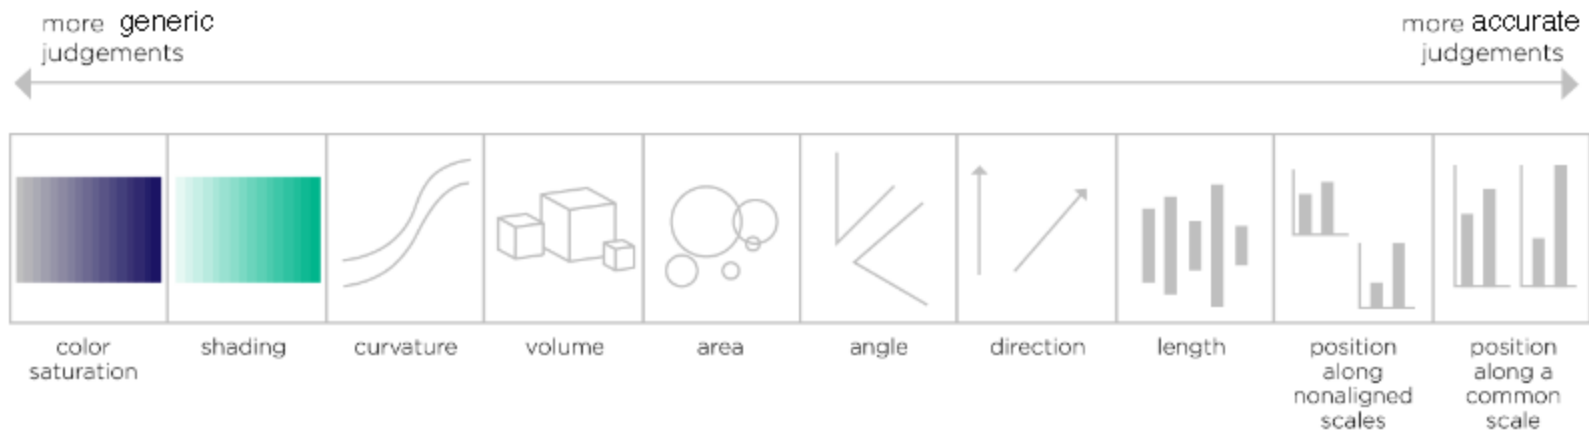 more generic
judgements
more accurate
judgements
color
saturation
shading
curvature
volume
area
angle
direction
length
position
along
nonaligned
scales
position
along a
common
scale